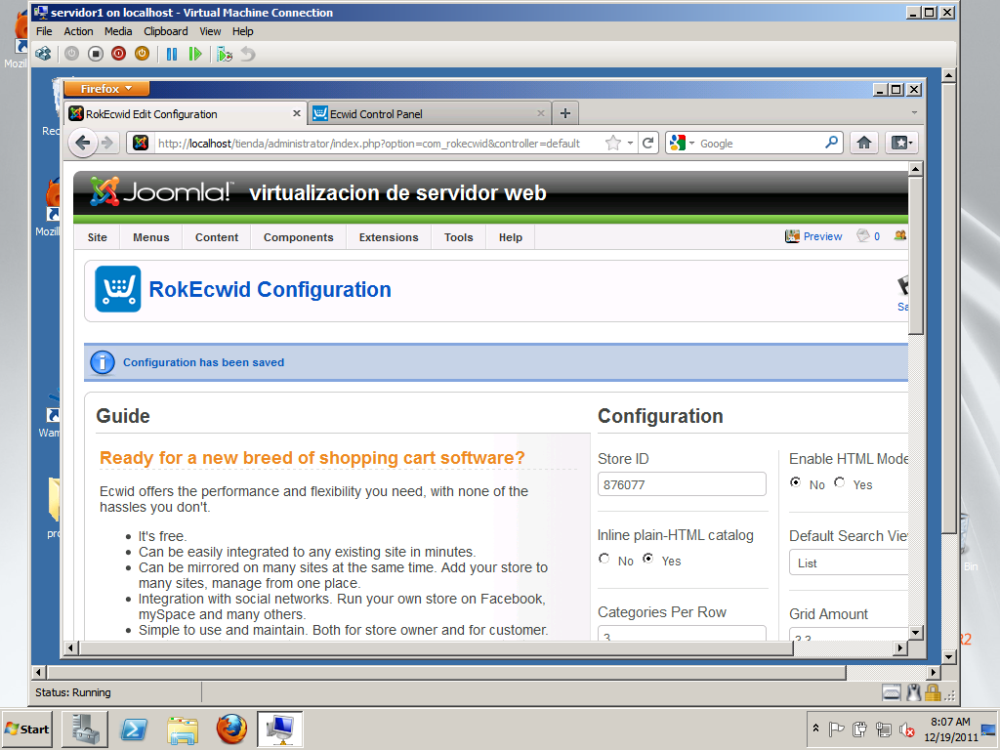 servidor1 on localhost - Virtual Machine Connection
File Action Media Clipboard View Help
Mozil
Firefox
RokEcwid Edit Configuration
Ecwid Control Panel
http://localhost/tienda/administrator/index.php?option=com_rokecwid&controller=default
Google
Rec
Joomla!™ virtualizacion de servidor web
Mozil
Site Menus Content Components Extensions Tools Help
Preview 0
RokEcwid Configuration
Sa
Configuration has been saved
Guide
Configuration
Wam
Ready for a new breed of shopping cart software?
Ecwid offers the performance and flexibility you need, with none of the
hassles you don't.
• It's free.
• Can be easily integrated to any existing site in minutes.
• Can be mirrored on many sites at the same time. Add your store to
many sites, manage from one place.
• Integration with social networks. Run your own store on Facebook,
mySpace and many others.
• Simple to use and maintain. Both for store owner and for customer.
pro
Store ID
876077
Inline plain-HTML catalog
No Yes
Categories Per Row
3
Enable HTML Mode
No Yes
Default Search Vie
List
Grid Amount
Bin
R2
Status: Running
Start
8:07 AM
12/19/2011